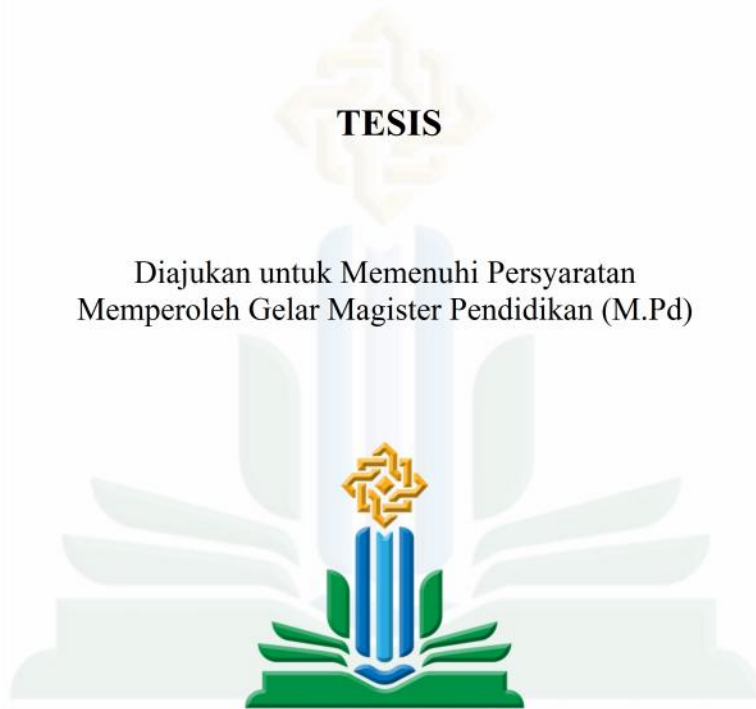 TESIS
Diajukan untuk Memenuhi Persyaratan
Memperoleh Gelar Magister Pendidikan (M.Pd)